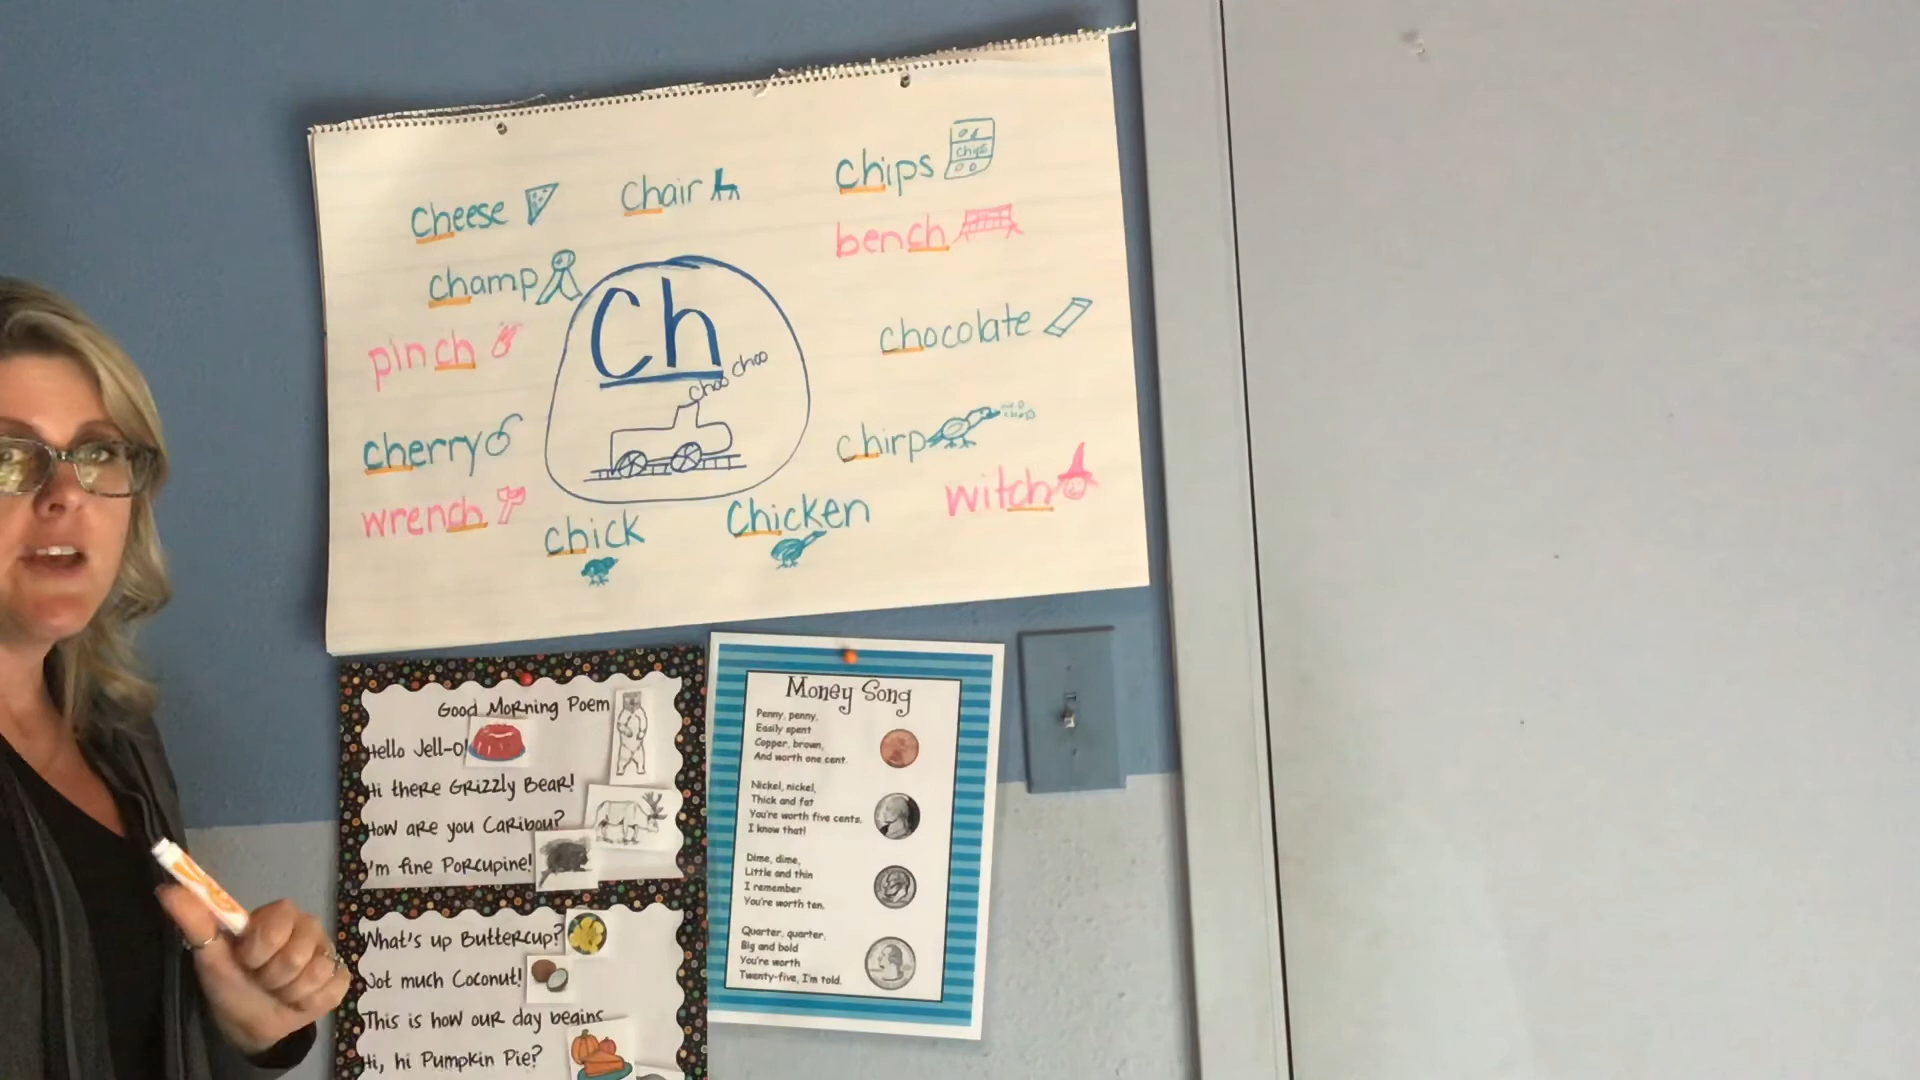 cheese
chair
chips
chips
bench
champ
Ch
choo choo
pinch
chocolate
cherry
chirp
wrench
chick
Chicken
witch
Good Morning Poem
Hello Jell-O!
Hi there Grizzly Bear!
How are you Caribou?
I'm fine Porcupine!
What's up Buttercup?
Not much Coconut!
This is how our day begins
Hi, hi Pumpkin Pie?
Money Song
Penny, penny,
Easily spent
Copper, brown,
And worth one cent.
Nickel, nickel,
Thick and fat
You're worth five cents.
I know that!
Dime, dime,
Little and thin
I remember
You're worth ten.
Quarter, quarter,
Big and bold
You're worth
Twenty-five, I'm told.